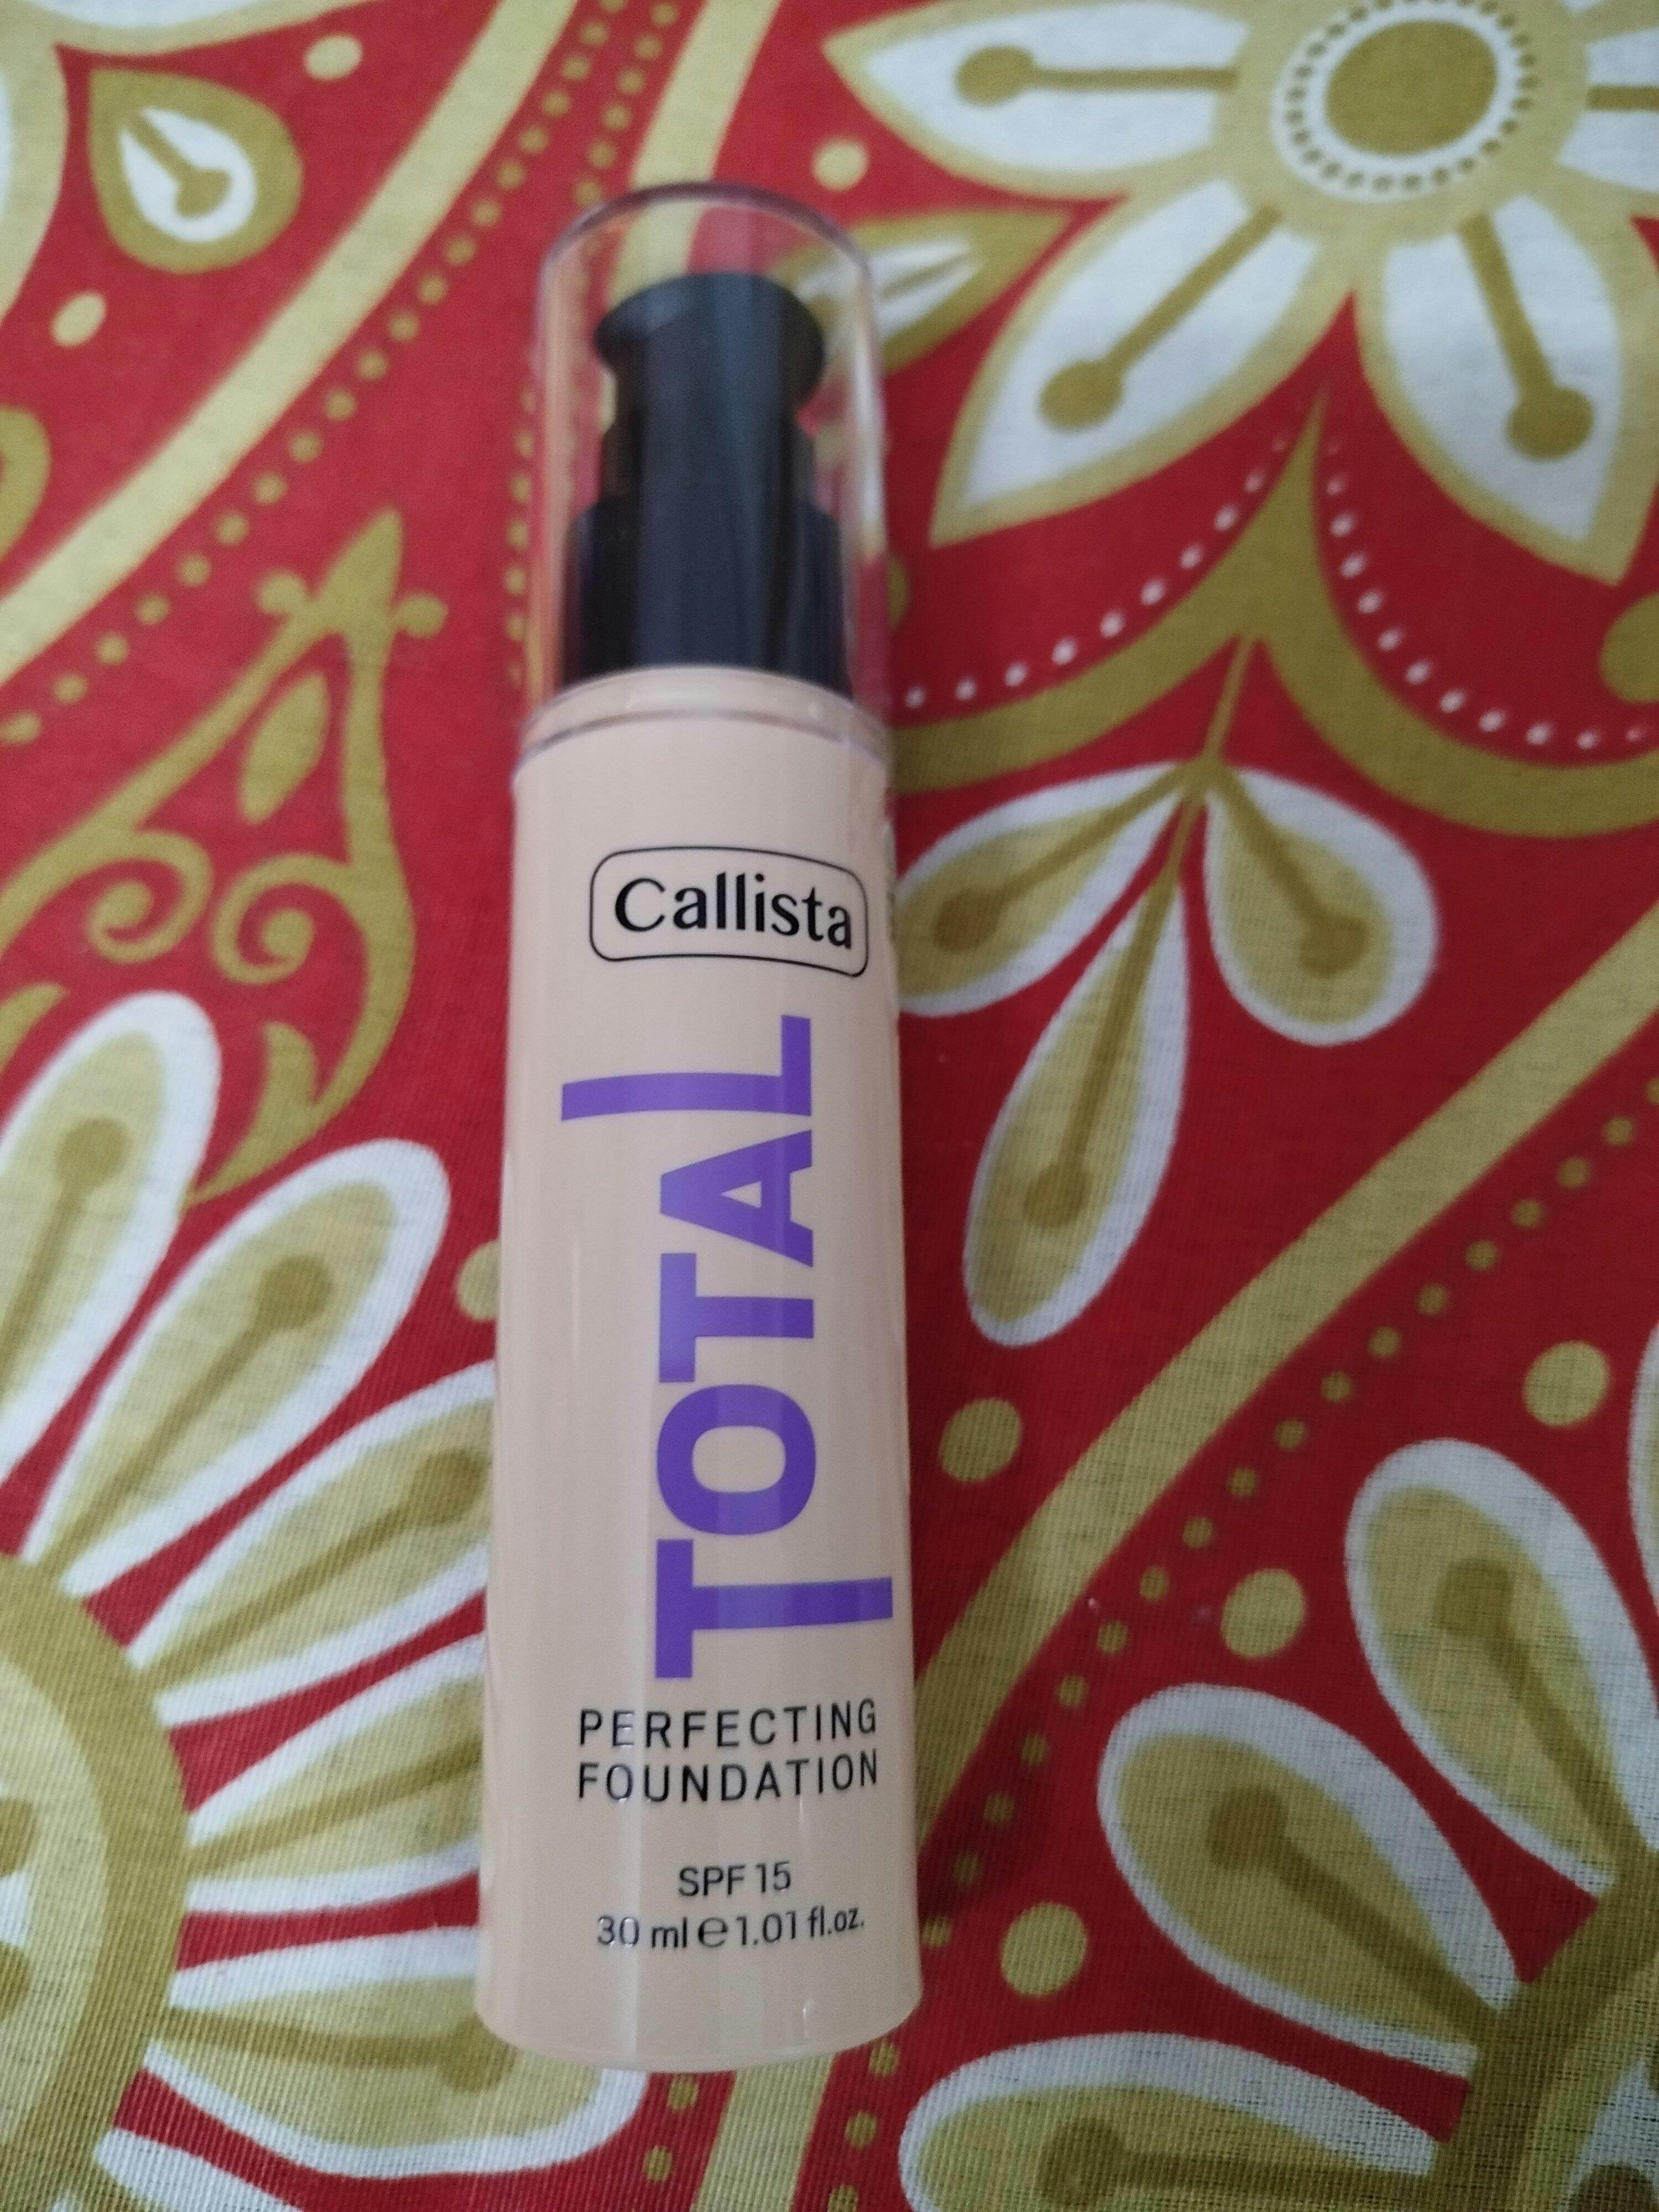 Callista
TOTAL
PERFECTING
FOUNDATION
SPF 15
30 ml ℮ 1.01 fl.oz.